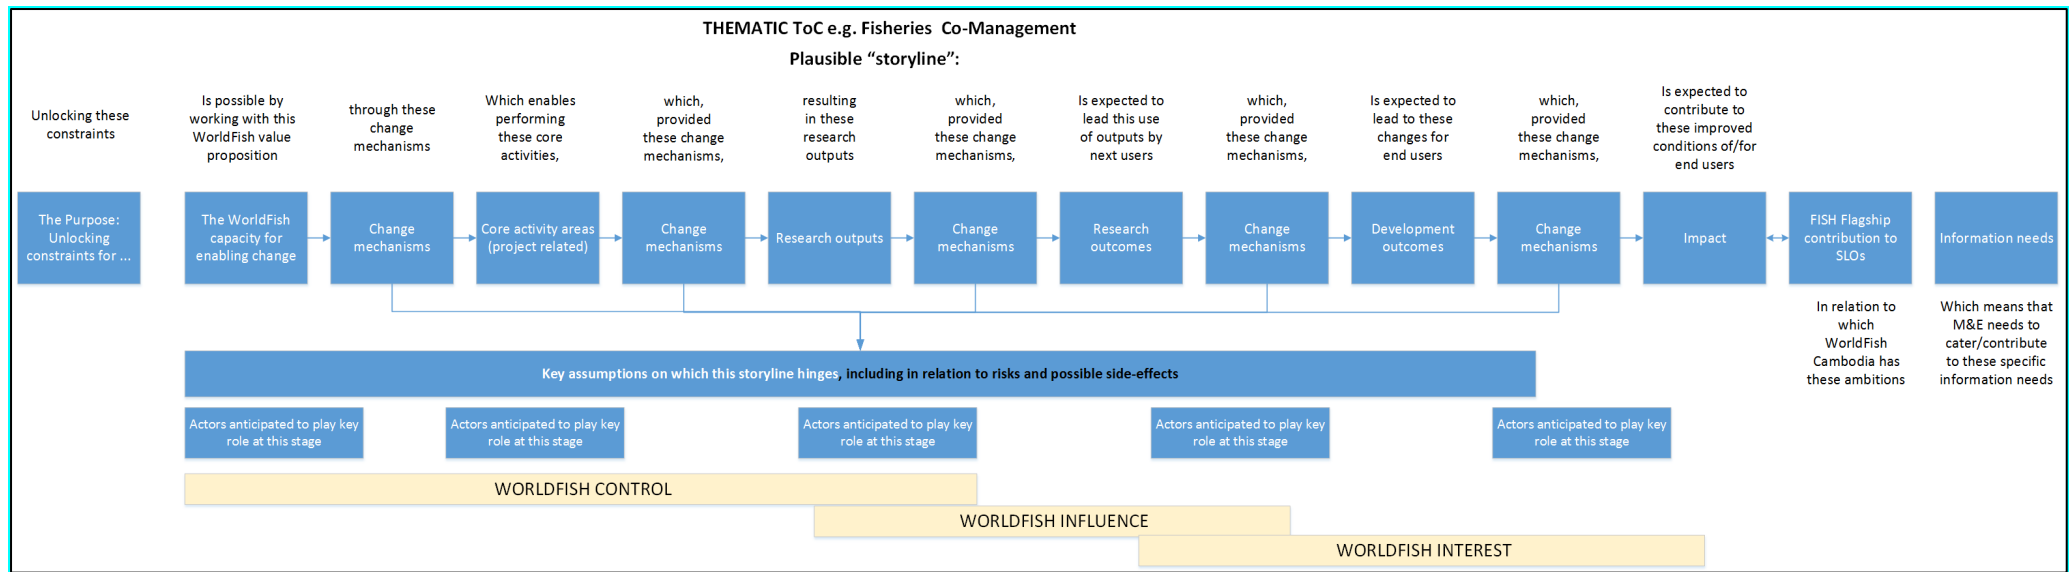 THEMATIC ToC e.g. Fisheries Co-Management
Plausible “storyline”:
Unlocking these
constraints
Is possible by
working with this
WorldFish value
proposition
through these
change
mechanisms
Which enables
performing
these core
activities,
which,
provided
these change
mechanisms,
resulting
in these
research
outputs
which,
provided
these change
mechanisms,
Is expected to
lead this use
of outputs by
next users
which,
provided
these change
mechanisms,
Is expected to
lead to these
changes for
end users
which,
provided
these change
mechanisms,
Is expected to
contribute to
these improved
conditions of/for
end users
The Purpose:
Unlocking
constraints for ...
The WorldFish
capacity for
enabling change
Change
mechanisms
Core activity areas
(project related)
Change
mechanisms
Research outputs
Change
mechanisms
Research
outcomes
Change
mechanisms
Development
outcomes
Change
mechanisms
Impact
FISH Flagship
contribution to
SLOs
Information needs
In relation to
which
WorldFish
Cambodia has
these ambitions
Which means that
M&E needs to
cater/contribute
to these specific
information needs
Key assumptions on which this storyline hinges, including in relation to risks and possible side-effects
Actors anticipated to play key
role at this stage
Actors anticipated to play key
role at this stage
Actors anticipated to play key
role at this stage
Actors anticipated to play key
role at this stage
Actors anticipated to play key
role at this stage
WORLDFISH CONTROL
WORLDFISH INFLUENCE
WORLDFISH INTEREST